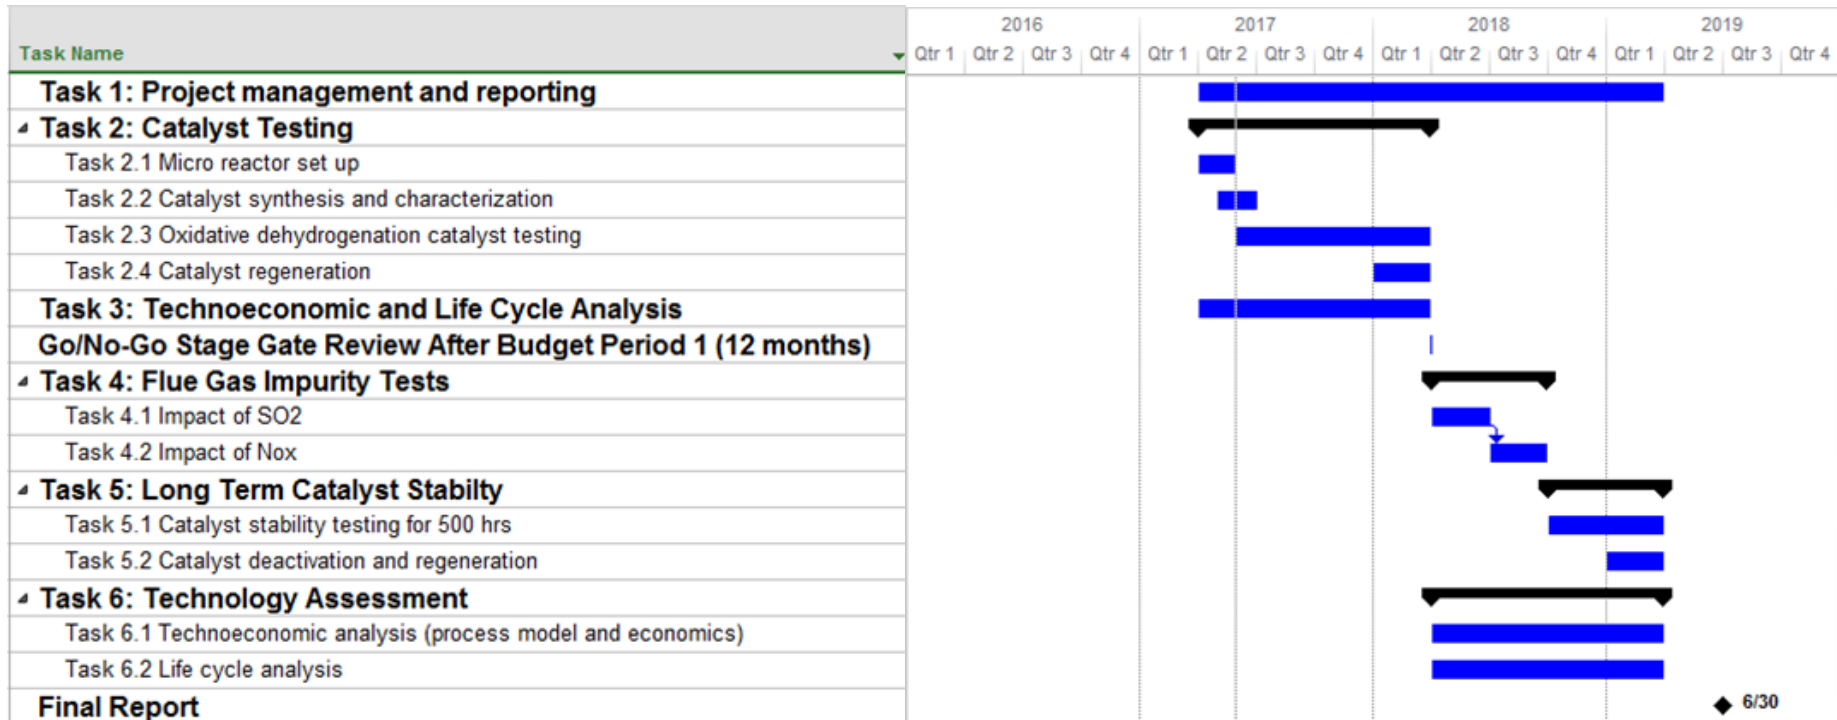 2016 2017 2018 2019
Task Name Qtr 1 Qtr 2 Qtr 3 Qtr 4 Qtr 1 Qtr 2 Qtr 3 Qtr 4 Qtr 1 Qtr 2 Qtr 3 Qtr 4 Qtr 1 Qtr 2 Qtr 3 Qtr 4
Task 1: Project management and reporting
Task 2: Catalyst Testing
Task 2.1 Micro reactor set up
Task 2.2 Catalyst synthesis and characterization
Task 2.3 Oxidative dehydrogenation catalyst testing
Task 2.4 Catalyst regeneration
Task 3: Technoeconomic and Life Cycle Analysis
Go/No-Go Stage Gate Review After Budget Period 1 (12 months)
Task 4: Flue Gas Impurity Tests
Task 4.1 Impact of SO2
Task 4.2 Impact of Nox
Task 5: Long Term Catalyst Stabilty
Task 5.1 Catalyst stability testing for 500 hrs
Task 5.2 Catalyst deactivation and regeneration
Task 6: Technology Assessment
Task 6.1 Technoeconomic analysis (process model and economics)
Task 6.2 Life cycle analysis
Final Report 6/30